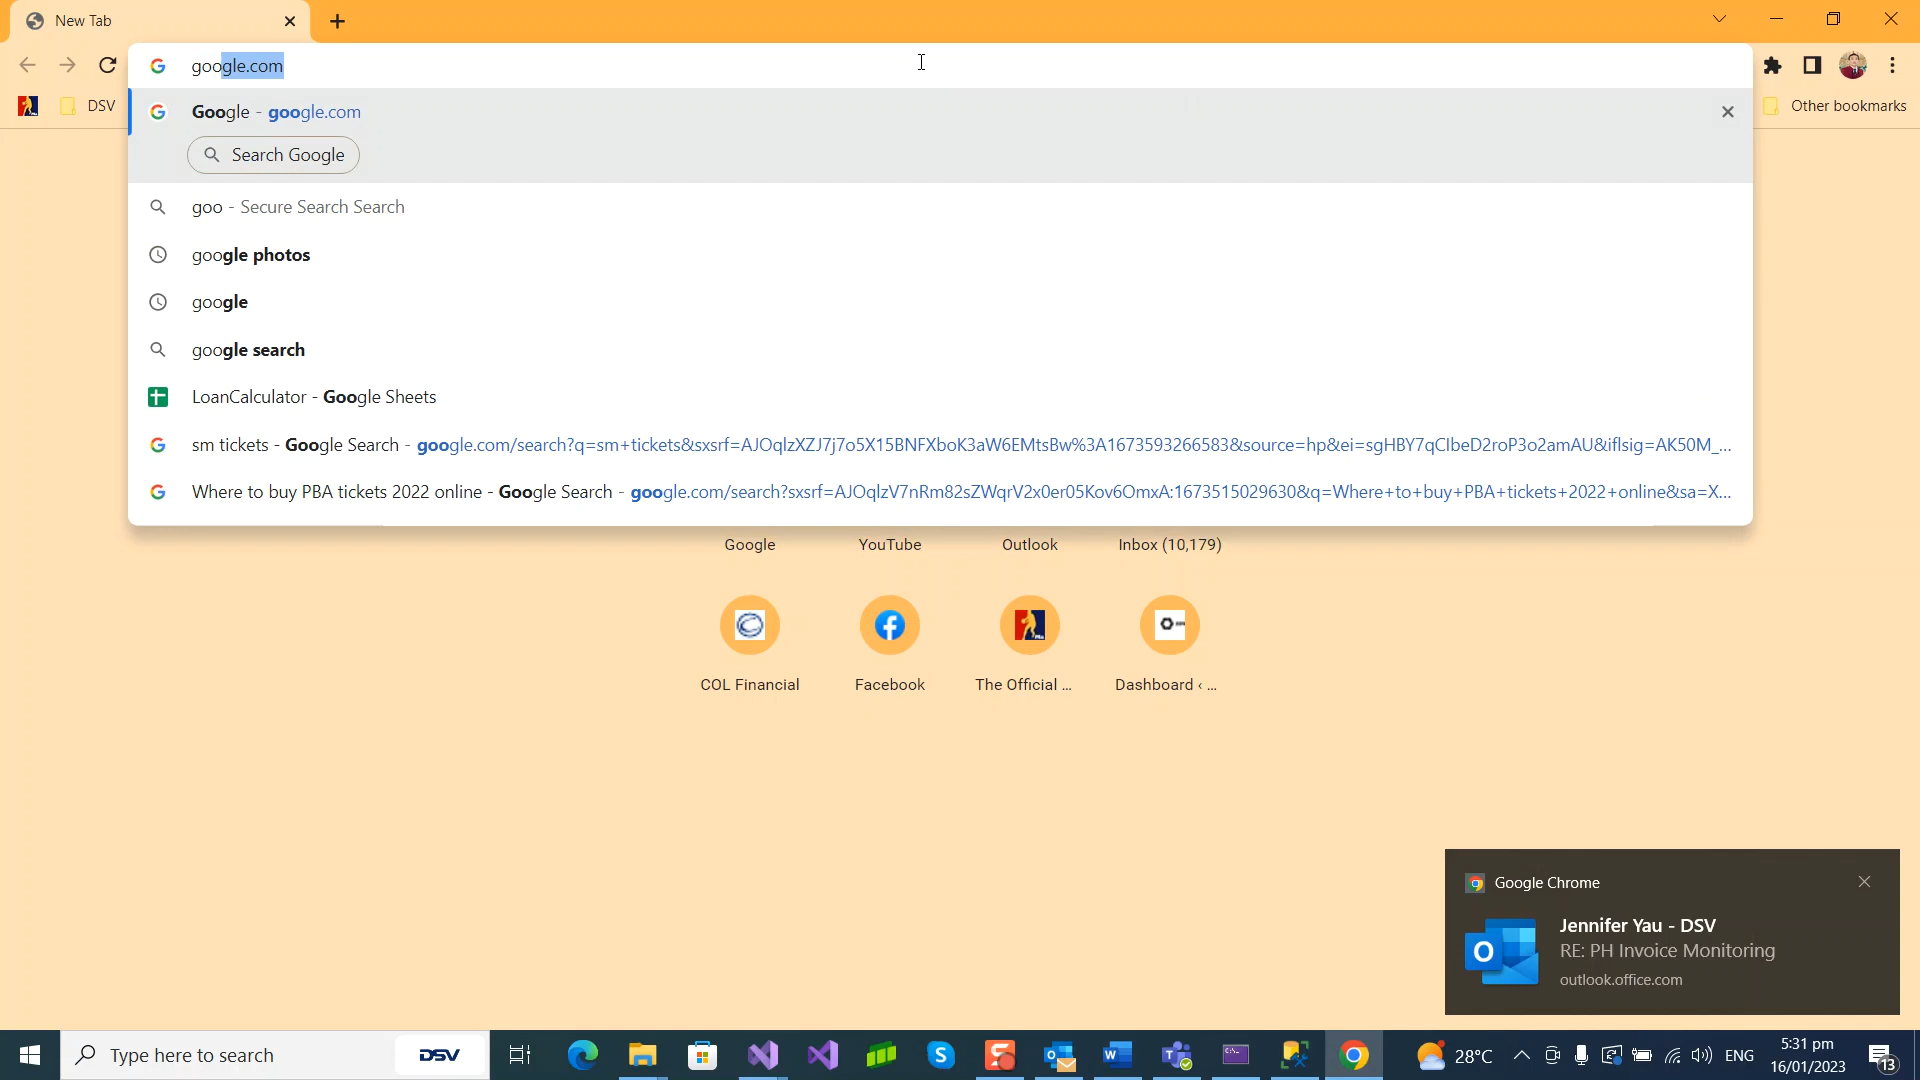 New Tab
google.com
DSV
Other bookmarks
Google - google.com
Search Google
goo - Secure Search Search
google photos
google
google search
LoanCalculator - Google Sheets
sm tickets - Google Search - google.com/search?q=sm+tickets&sxsrf=AJOqlzXZJ7j7o5X15BNFXboK3aW6EMtsBw%3A1673593266583&source=hp&ei=sgHBY7qCIbeD2roP3o2amAU&iflsig=AK50M_...
Where to buy PBA tickets 2022 online - Google Search - google.com/search?sxsrf=AJOqlzV7nRm82sZWqrV2x0er05Kov6OmxA:1673515029630&q=Where+to+buy+PBA+tickets+2022+online&sa=X...
Google
YouTube
Outlook
Inbox (10,179)
COL Financial
Facebook
The Official ...
Dashboard ‹ ...
Google Chrome
Jennifer Yau - DSV
RE: PH Invoice Monitoring
outlook.office.com
Type here to search
DSV
28°C
ENG
5:31 pm
16/01/2023
13